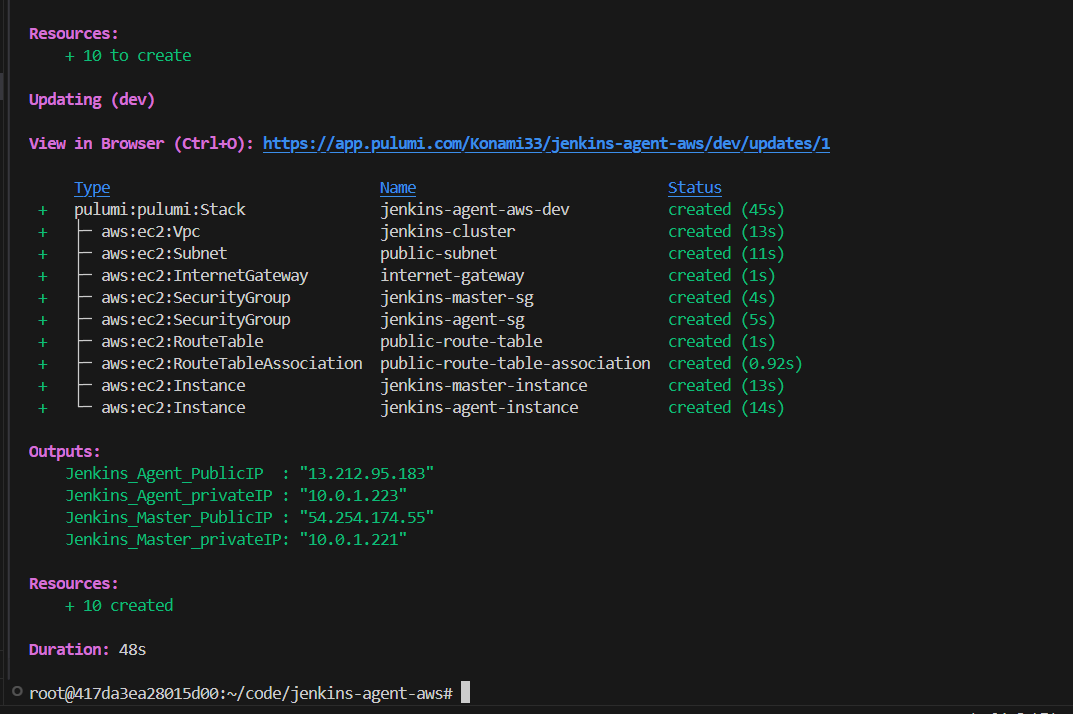 Resources:
+ 10 to create
Updating (dev)
View in Browser (Ctrl+O): https://app.pulumi.com/Konami33/jenkins-agent-aws/dev/updates/1
Type Name Status
+ pulumi:pulumi:Stack jenkins-agent-aws-dev created (45s)
+ ├─ aws:ec2:Vpc jenkins-cluster created (13s)
+ ├─ aws:ec2:Subnet public-subnet created (11s)
+ ├─ aws:ec2:InternetGateway internet-gateway created (1s)
+ ├─ aws:ec2:SecurityGroup jenkins-master-sg created (4s)
+ ├─ aws:ec2:SecurityGroup jenkins-agent-sg created (5s)
+ ├─ aws:ec2:RouteTable public-route-table created (1s)
+ ├─ aws:ec2:RouteTableAssociation public-route-table-association created (0.92s)
+ ├─ aws:ec2:Instance jenkins-master-instance created (13s)
+ └─ aws:ec2:Instance jenkins-agent-instance created (14s)
Outputs:
Jenkins_Agent_PublicIP : "13.212.95.183"
Jenkins_Agent_privateIP : "10.0.1.223"
Jenkins_Master_PublicIP : "54.254.174.55"
Jenkins_Master_privateIP: "10.0.1.221"
Resources:
+ 10 created
Duration: 48s
root@417da3ea28015d00:~/code/jenkins-agent-aws#